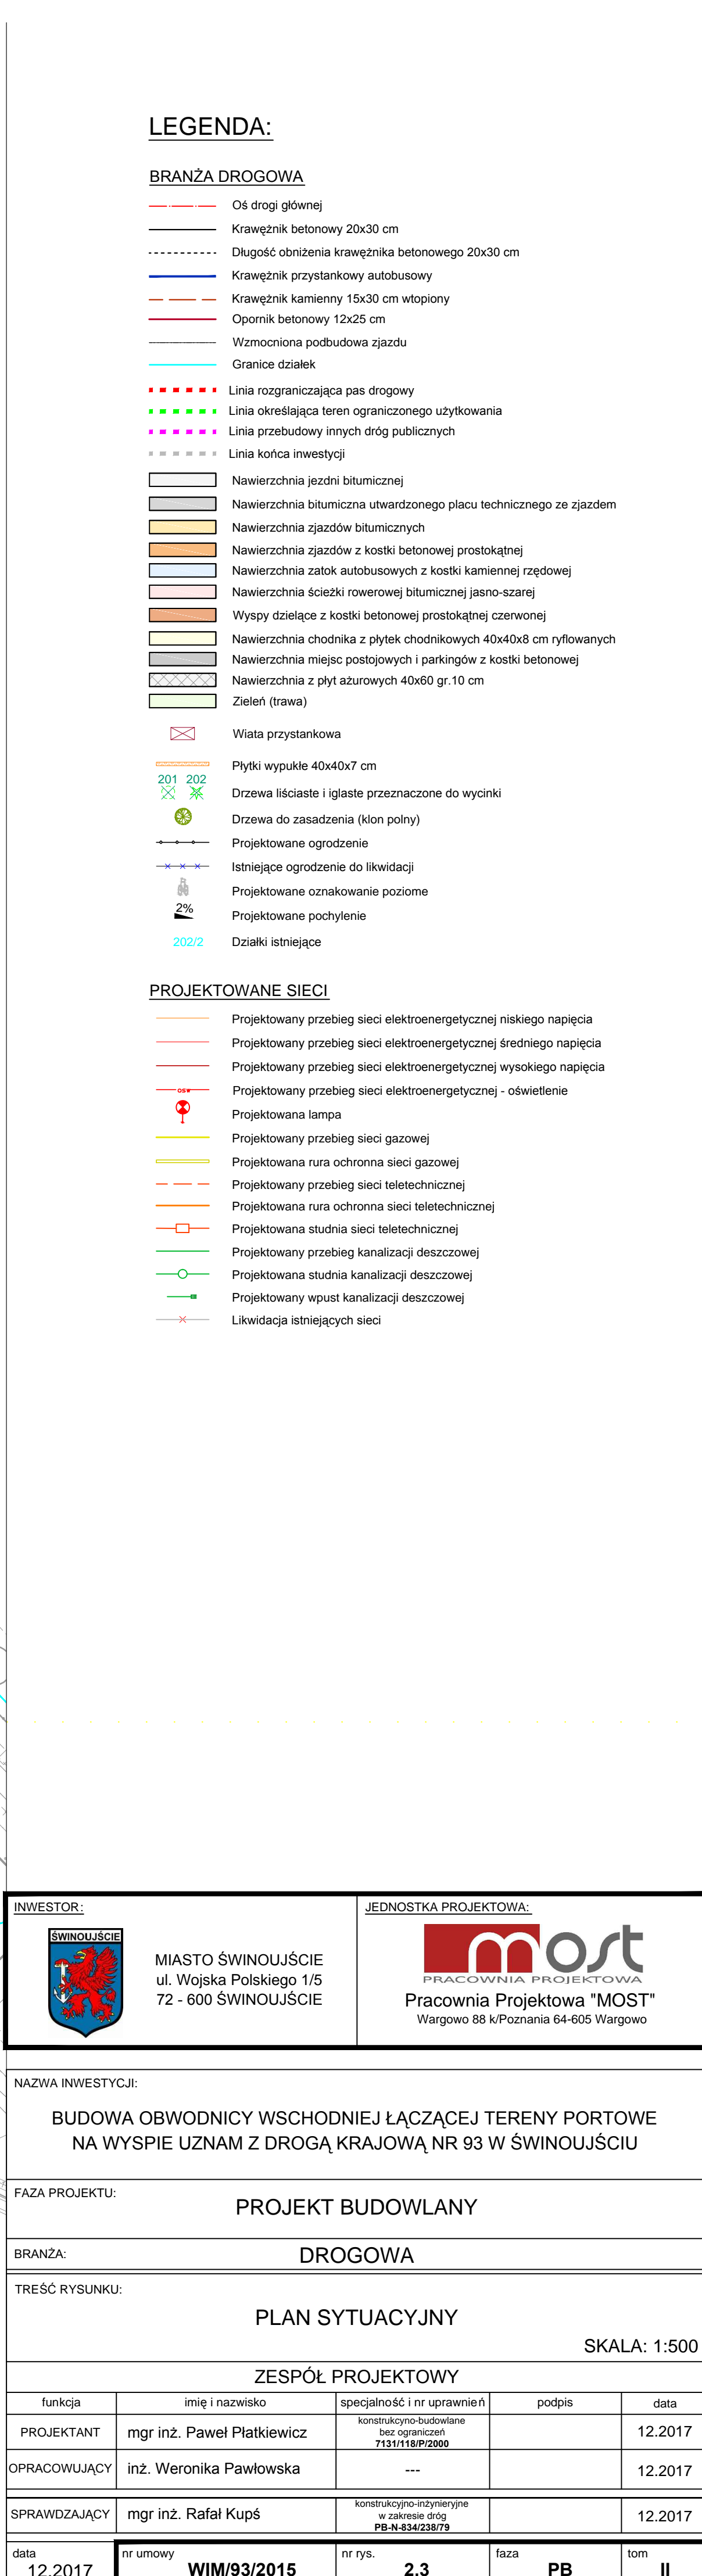 LEGENDA:
BRANŻA DROGOWA
Oś drogi głównej
Krawężnik betonowy 20x30 cm
Długość obniżenia krawężnika betonowego 20x30 cm
Krawężnik przystankowy autobusowy
Krawężnik kamienny 15x30 cm wtopiony
Opornik betonowy 12x25 cm
Wzmocniona podbudowa zjazdu
Granice działek
Linia rozgraniczająca pas drogowy
Linia określająca teren ograniczonego użytkowania
Linia przebudowy innych dróg publicznych
Linia końca inwestycji
Nawierzchnia jezdni bitumicznej
Nawierzchnia bitumiczna utwardzonego placu technicznego ze zjazdem
Nawierzchnia zjazdów bitumicznych
Nawierzchnia zjazdów z kostki betonowej prostokątnej
Nawierzchnia zatok autobusowych z kostki kamiennej rzędowej
Nawierzchnia ścieżki rowerowej bitumicznej jasno-szarej
Wyspy dzielące z kostki betonowej prostokątnej czerwonej
Nawierzchnia chodnika z płytek chodnikowych 40x40x8 cm ryflowanych
Nawierzchnia miejsc postojowych i parkingów z kostki betonowej
Nawierzchnia z płyt ażurowych 40x60 gr.10 cm
Zieleń (trawa)
Wiata przystankowa
Płytki wypukłe 40x40x7 cm
201 202
Drzewa liściaste i iglaste przeznaczone do wycinki
Drzewa do zasadzenia (klon polny)
Projektowane ogrodzenie
Istniejące ogrodzenie do likwidacji
Projektowane oznakowanie poziome
2%
Projektowane pochylenie
202/2 Działki istniejące
PROJEKTOWANE SIECI
Projektowany przebieg sieci elektroenergetycznej niskiego napięcia
Projektowany przebieg sieci elektroenergetycznej średniego napięcia
Projektowany przebieg sieci elektroenergetycznej wysokiego napięcia
osw Projektowany przebieg sieci elektroenergetycznej - oświetlenie
Projektowana lampa
Projektowany przebieg sieci gazowej
Projektowana rura ochronna sieci gazowej
Projektowany przebieg sieci teletechnicznej
Projektowana rura ochronna sieci teletechnicznej
Projektowana studnia sieci teletechnicznej
Projektowany przebieg kanalizacji deszczowej
Projektowana studnia kanalizacji deszczowej
Projektowany wpust kanalizacji deszczowej
Likwidacja istniejących sieci
INWESTOR:
ŚWINOUJŚCIE
MIASTO ŚWINOUJŚCIE
ul. Wojska Polskiego 1/5
72 - 600 ŚWINOUJŚCIE
JEDNOSTKA PROJEKTOWA:
most
PRACOWNIA PROJEKTOWA
Pracownia Projektowa "MOST"
Wargowo 88 k/Poznania 64-605 Wargowo
NAZWA INWESTYCJI:
BUDOWA OBWODNICY WSCHODNIEJ ŁĄCZĄCEJ TERENY PORTOWE
NA WYSPIE UZNAM Z DROGĄ KRAJOWĄ NR 93 W ŚWINOUJŚCIU
FAZA PROJEKTU:
PROJEKT BUDOWLANY
BRANŻA: DROGOWA
TREŚĆ RYSUNKU:
PLAN SYTUACYJNY
SKALA: 1:500
ZESPÓŁ PROJEKTOWY
funkcja imię i nazwisko specjalność i nr uprawnień podpis data
PROJEKTANT mgr inż. Paweł Płatkiewicz konstrukcyno-budowlane
bez ograniczeń
7131/118/P/2000
12.2017
OPRACOWUJĄCY inż. Weronika Pawłowska --- 12.2017
SPRAWDZAJĄCY mgr inż. Rafał Kupś konstrukcyjno-inżynieryjne
w zakresie dróg
PB-N-834/238/79
12.2017
data nr umowy nr rys. faza tom
12.2017 WIM/93/2015 2.3 PB II